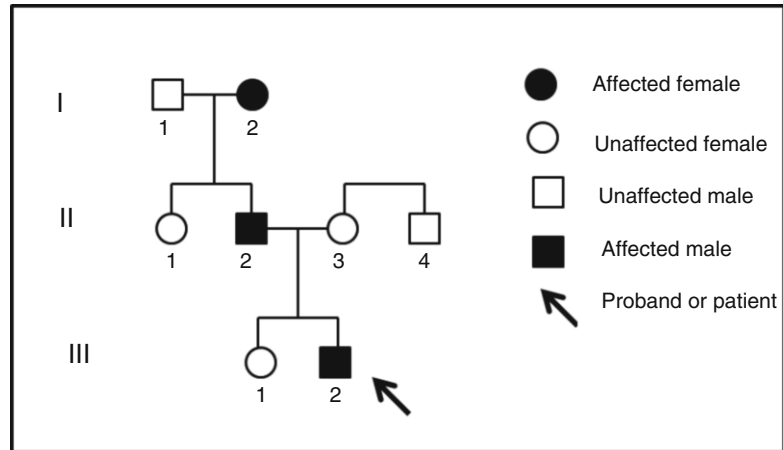 I
1 2
II
1 2 3 4
III
1 2
Affected female
Unaffected female
Unaffected male
Affected male
Proband or patient